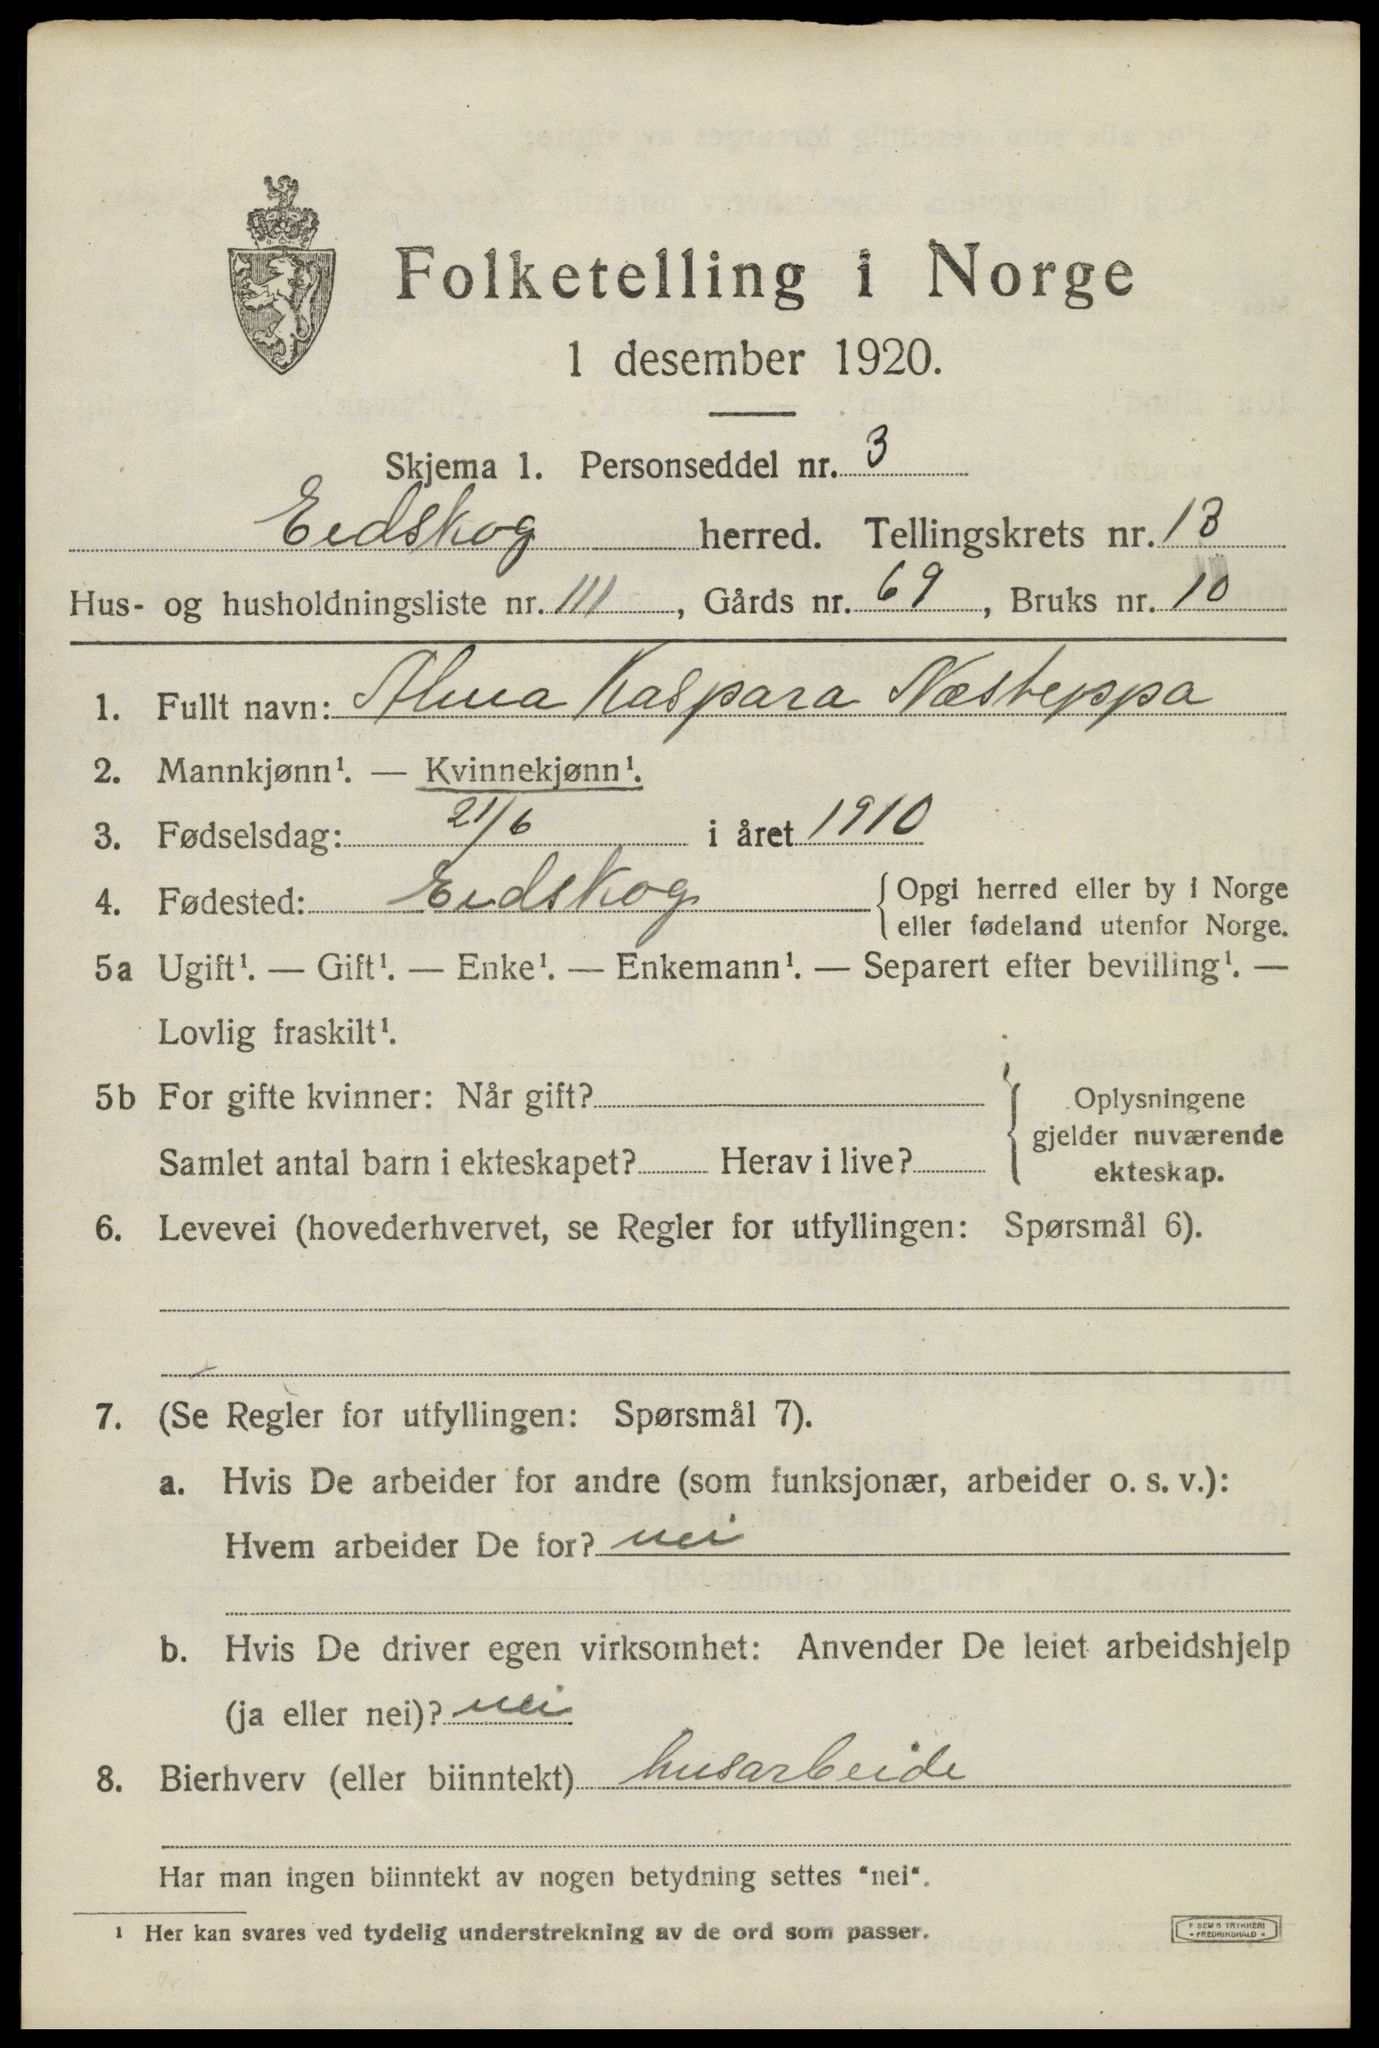 Folketelling i Norge
1 desember 1920.
Skjema 1. Personseddel nr. 3
Eidskog herred. Tellingskrets nr. 13
Hus- og husholdningsliste nr. 111, Gårds nr. 69, Bruks nr. 10
1. Fullt navn: Alma Kaspara Næsteppa
2. Mannkjønn¹. — Kvinnekjønn¹.
3. Fødselsdag: 21/6 i året 1910
4. Fødested: Eidskog {Opgi herred eller by i Norge
eller fødeland utenfor Norge.
5a Ugift¹. — Gift¹. — Enke¹. — Enkemann¹. — Separert efter bevilling¹. —
Lovlig fraskilt¹.
5b For gifte kvinner: Når gift? Oplysningene
gjelder nuværende
Samlet antal barn i ekteskapet? Herav i live? ekteskap.
6. Levevei (hovederhvervet, se Regler for utfyllingen: Spørsmål 6).
7. (Se Regler for utfyllingen: Spørsmål 7).
a. Hvis De arbeider for andre (som funksjonær, arbeider o. s. v.):
Hvem arbeider De for? nei
b. Hvis De driver egen virksomhet: Anvender De leiet arbeidshjelp
(ja eller nei)? nei
8. Bierhverv (eller biinntekt) husarbeide
Har man ingen biinntekt av nogen betydning settes "nei".
¹ Her kan svares ved tydelig understrekning av de ord som passer.
F SEM'S TRYKKERI
• FREDRIKSHALD •